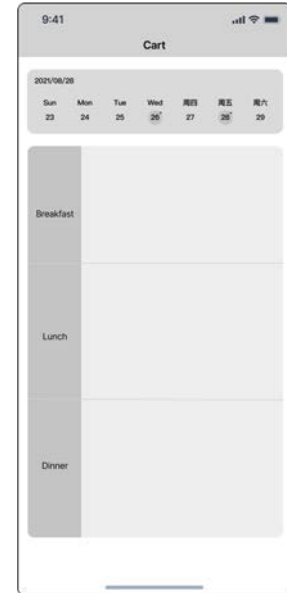 9:41
Cart
2021/08/26
Sun Mon Tue Wed 周四 周五 周六
23 24 25 26 27 28 29
Breakfast
Lunch
Dinner